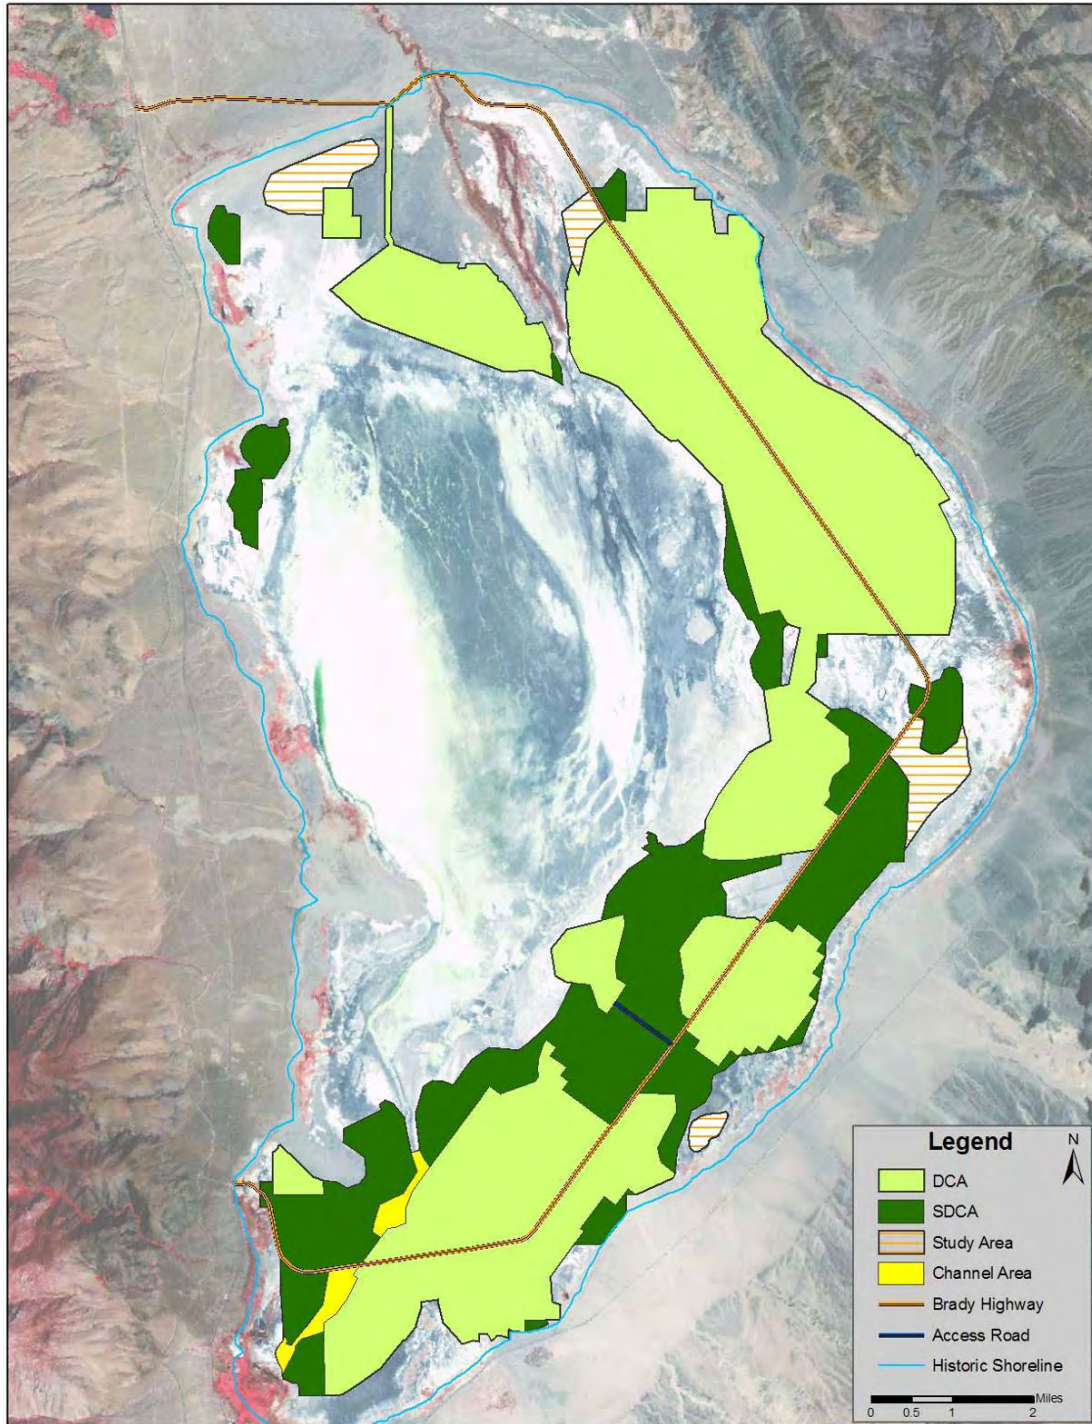 Legend
N
DCA
SDCA
Study Area
Channel Area
Brady Highway
Access Road
Historic Shoreline
Miles
0 0.5 1 2